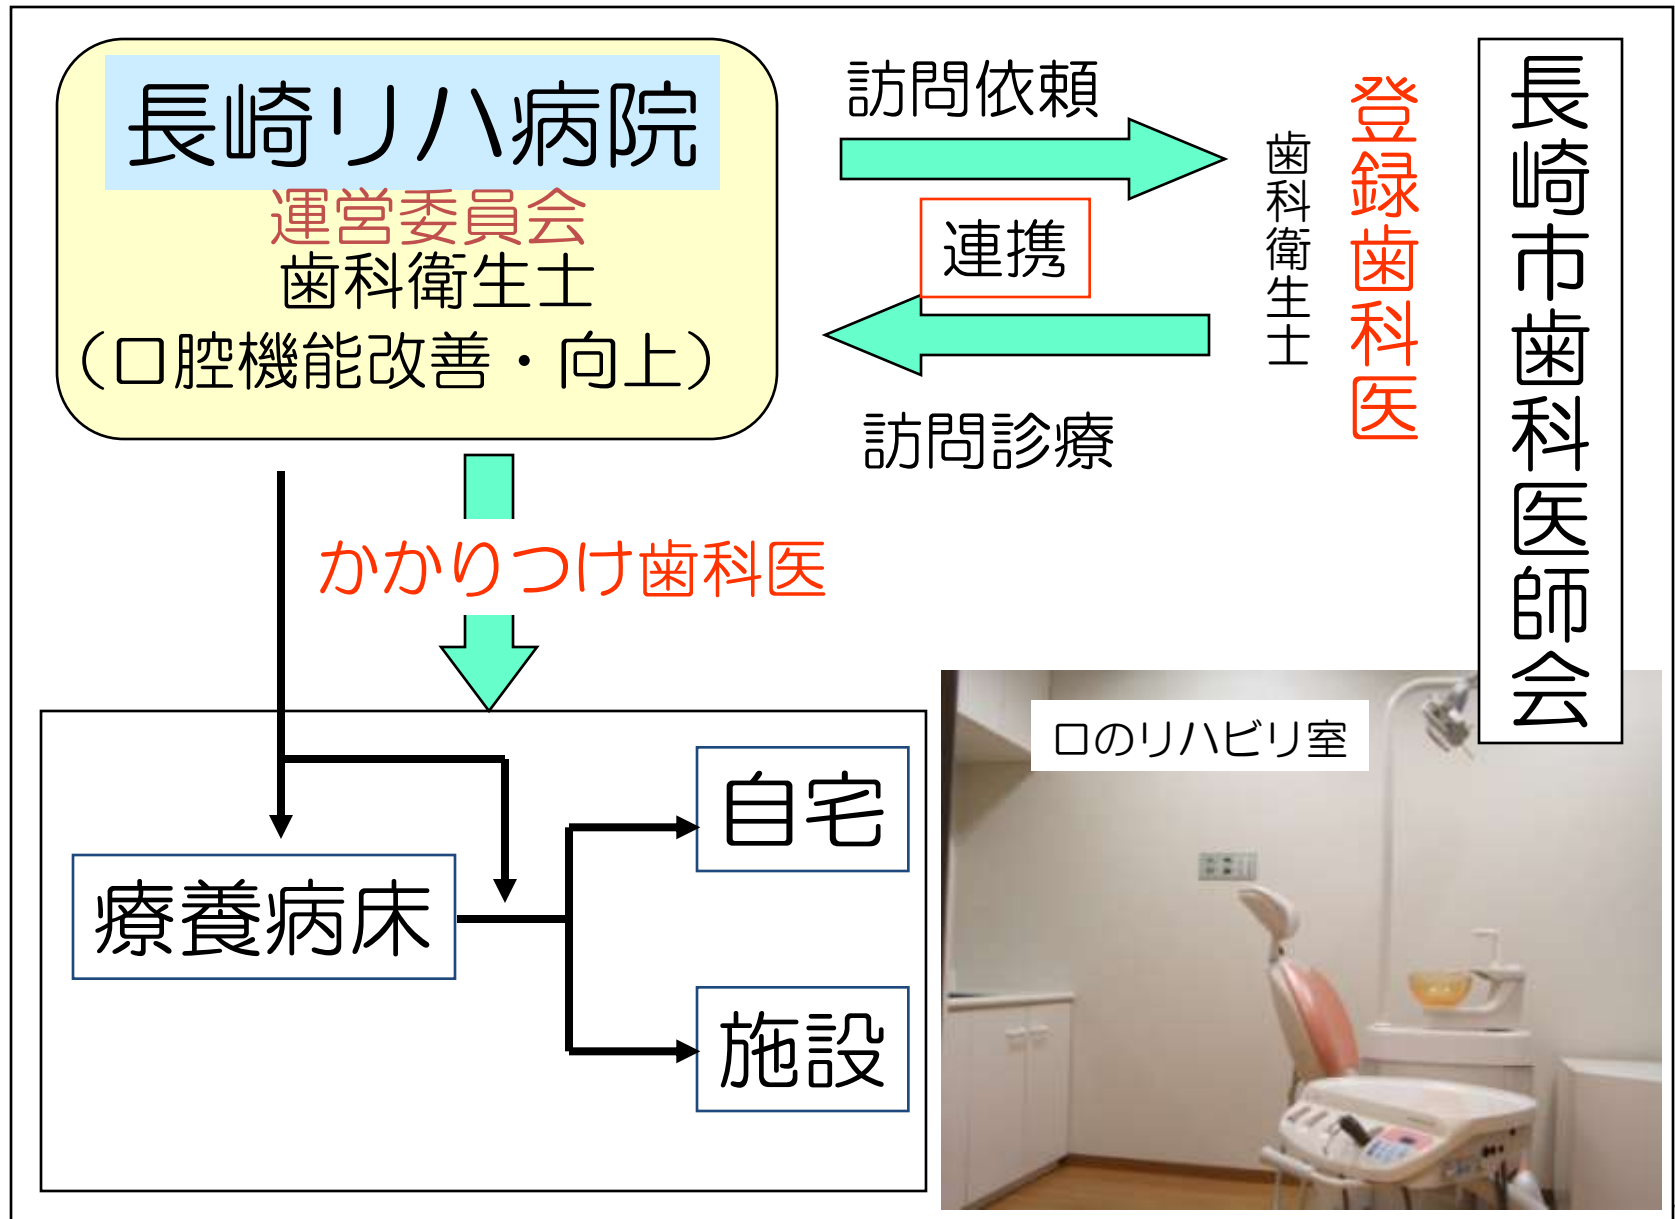 長崎リハ病院
運営委員会
歯科衛生士
（口腔機能改善・向上）
訪問依頼
連携
訪問診療
歯科衛生士
登録歯科医
長崎市歯科医師会
かかりつけ歯科医
療養病床
自宅
施設
口のリハビリ室